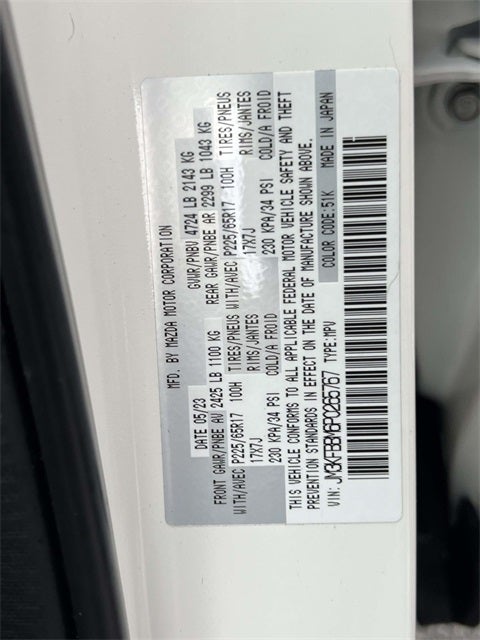 MFD. BY MAZDA MOTOR CORPORATION
DATE 05/23 GVWR/PNBV 4724 LB 2143 KG
FRONT GAWR/PNBE AV 2425 LB 1100 KG REAR GAWR/PNBE AR 2299 LB 1043 KG
WITH/AVEC P225/65R17 100H TIRES/PNEUS WITH/AVEC P225/65R17 100H TIRES/PNEUS
17X7J RIMS/JANTES 17X7J RIMS/JANTES
230 KPA/34 PSI COLD/A FROID 230 KPA/34 PSI COLD/A FROID
THIS VEHICLE CONFORMS TO ALL APPLICABLE FEDERAL MOTOR VEHICLE SAFETY AND THEFT
PREVENTION STANDARDS IN EFFECT ON THE DATE OF MANUFACTURE SHOWN ABOVE.
VIN: JM3KFBBM6P0265767 TYPE: MPV COLOR CODE: 51K MADE IN JAPAN